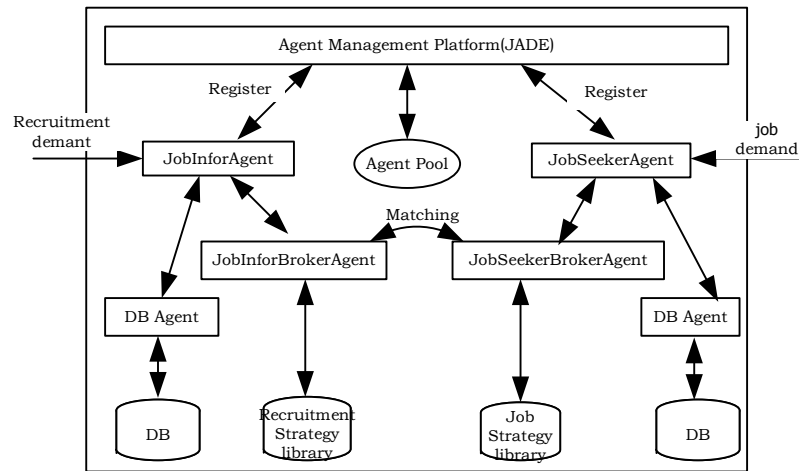 Agent Management Platform(JADE)
Register
Register
Recruitment
demant
job
demand
JobInforAgent
Agent Pool
JobSeekerAgent
Matching
JobInforBrokerAgent
JobSeekerBrokerAgent
DB Agent
DB Agent
DB
Recruitment
Strategy
library
Job
Strategy
library
DB